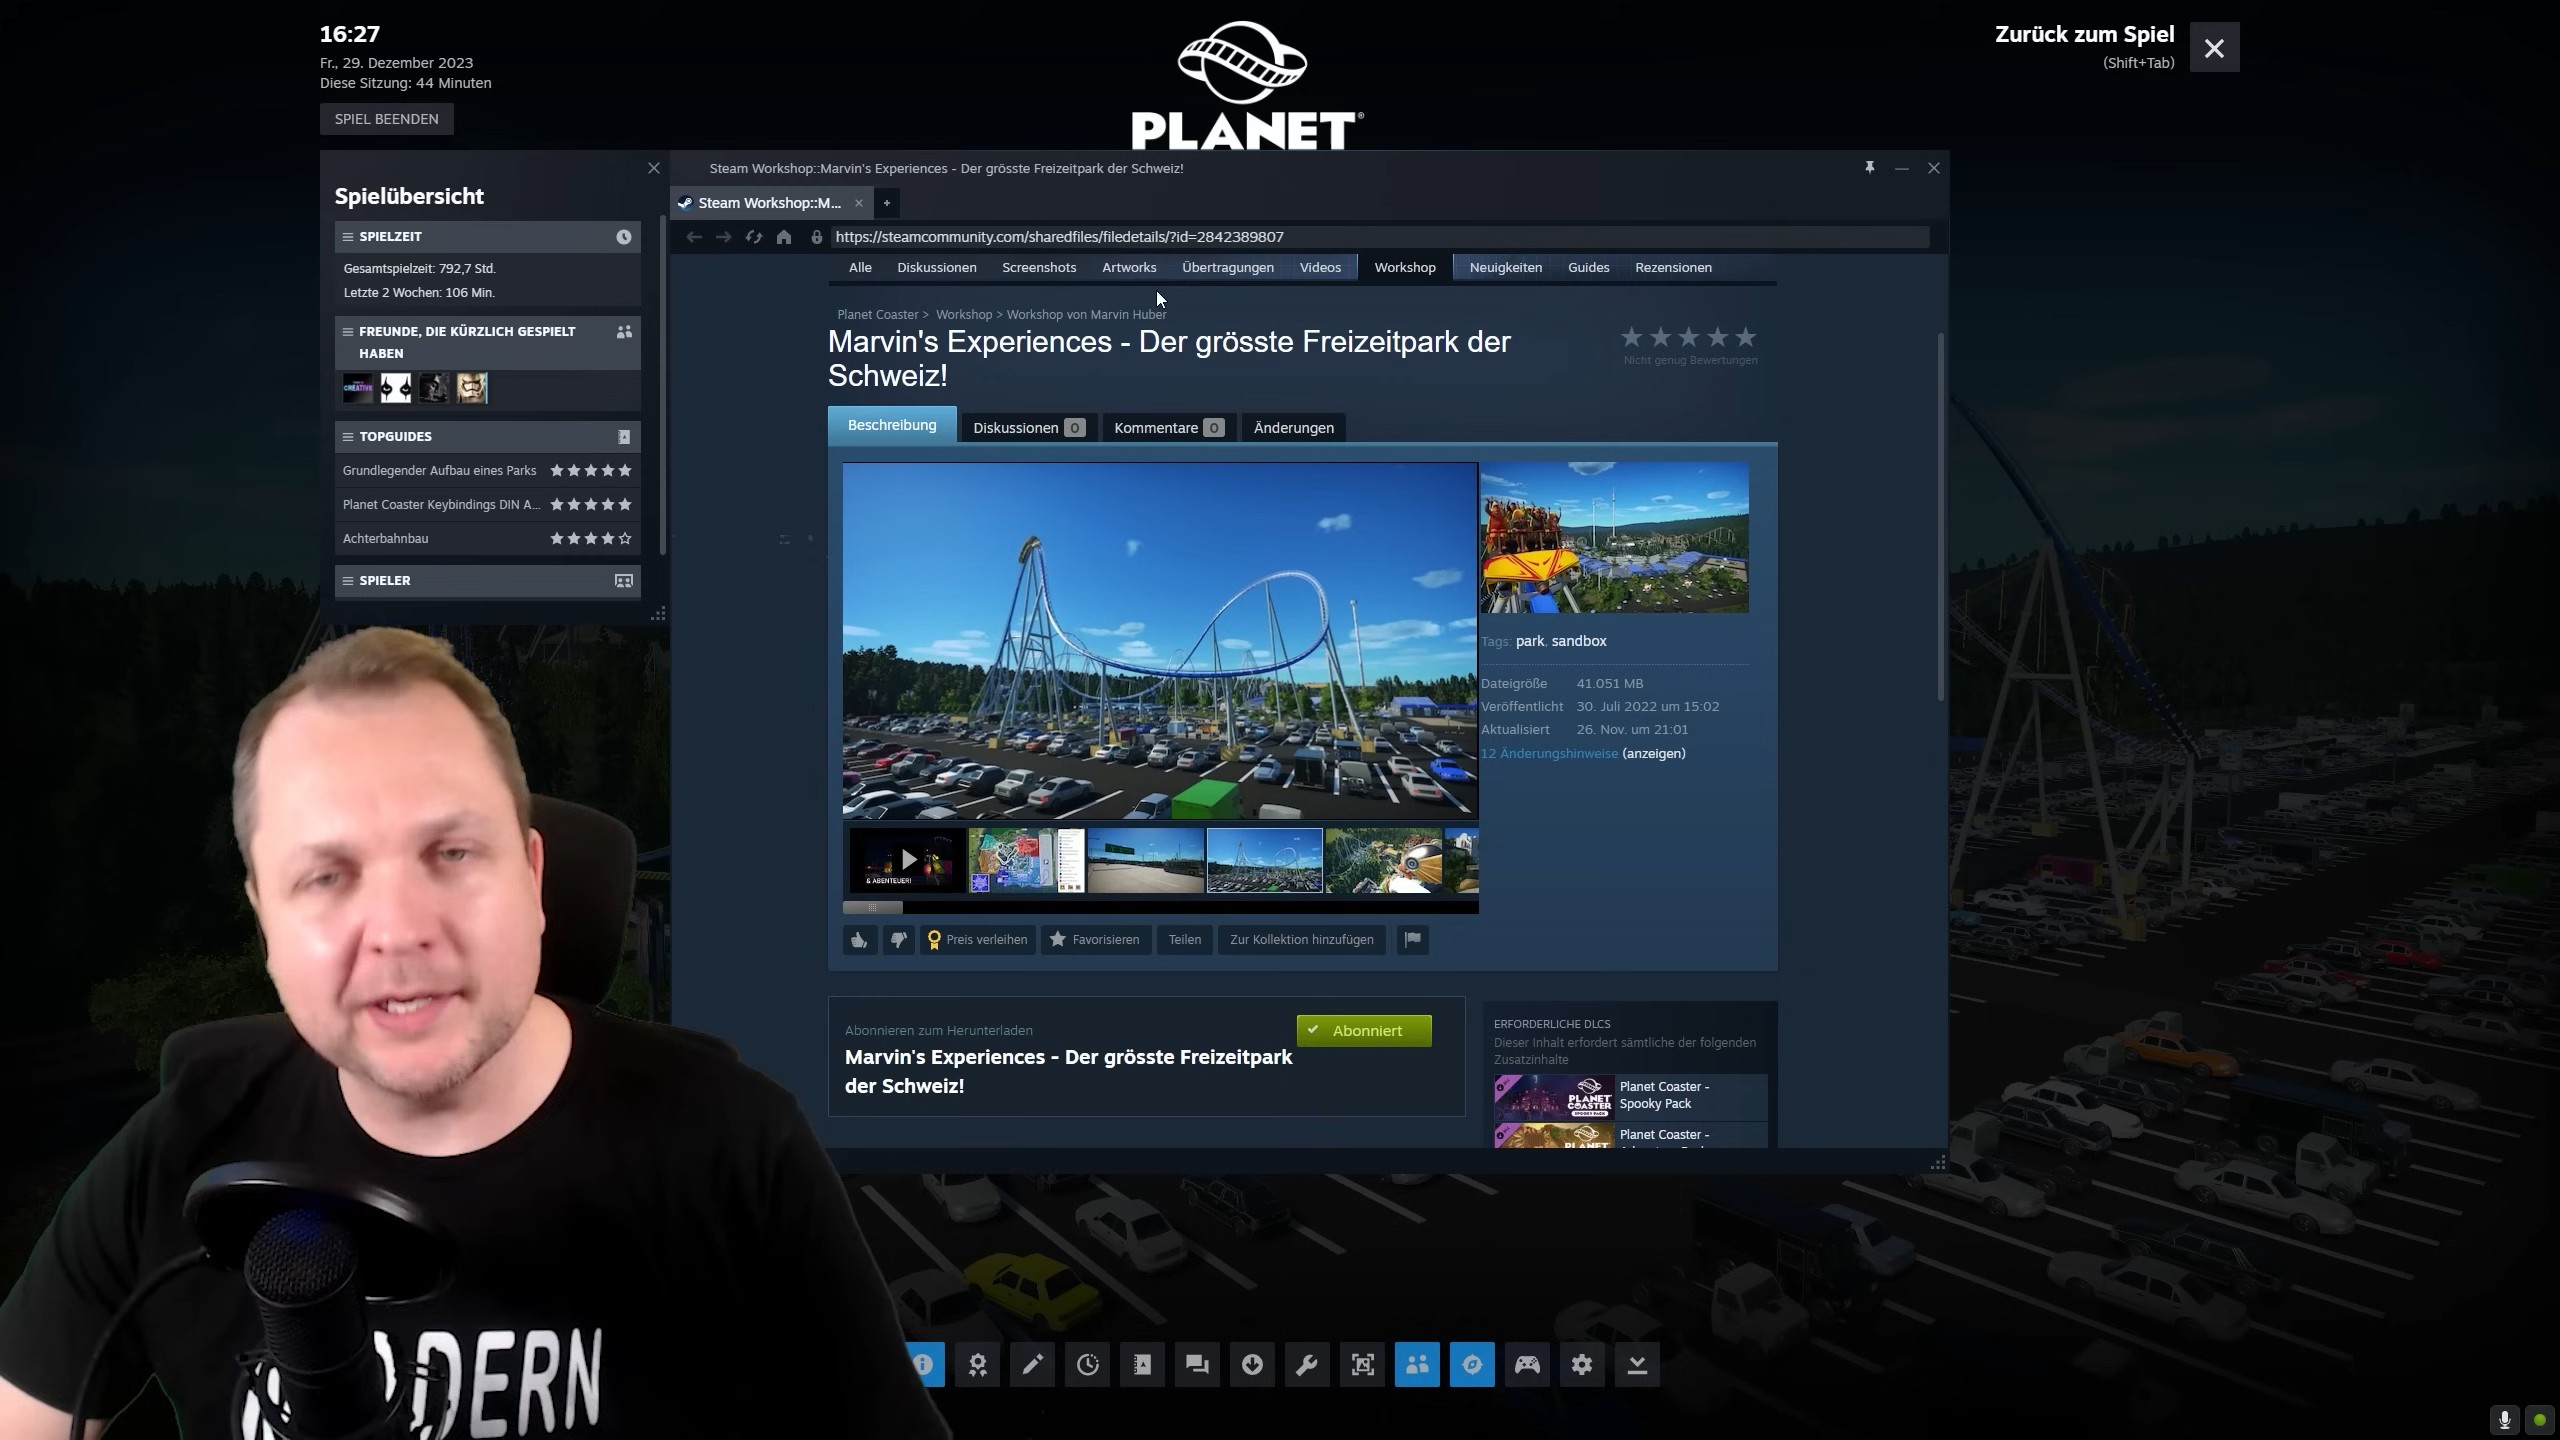 16:27
Fr., 29. Dezember 2023
Diese Sitzung: 44 Minuten
SPIEL BEENDEN
PLANET®
Zurück zum Spiel
(Shift+Tab)
Spielübersicht
SPIELZEIT
Gesamtspielzeit: 792,7 Std.
Letzte 2 Wochen: 106 Min.
FREUNDE, DIE KÜRZLICH GESPIELT
HABEN
CREATIVE
TOPGUIDES
Grundlegender Aufbau eines Parks
Planet Coaster Keybindings DIN A...
Achterbahnbau
SPIELER
Steam Workshop::Marvin's Experiences - Der grösste Freizeitpark der Schweiz!
Steam Workshop::M...
https://steamcommunity.com/sharedfiles/filedetails/?id=2842389807
Alle Diskussionen Screenshots Artworks Übertragungen Videos Workshop Neuigkeiten Guides Rezensionen
Planet Coaster > Workshop > Workshop von Marvin Huber
Marvin's Experiences - Der grösste Freizeitpark der
Schweiz!
Nicht genug Bewertungen
Beschreibung Diskussionen 0 Kommentare 0 Änderungen
Tags: park, sandbox
Dateigröße 41.051 MB
Veröffentlicht 30. Juli 2022 um 15:02
Aktualisiert 26. Nov. um 21:01
12 Änderungshinweise (anzeigen)
& ABENTEUER!
Preis verleihen Favorisieren Teilen Zur Kollektion hinzufügen
Abonnieren zum Herunterladen
Marvin's Experiences - Der grösste Freizeitpark
der Schweiz!
Abonniert
ERFORDERLICHE DLCS
Dieser Inhalt erfordert sämtliche der folgenden
Zusatzinhalte
PLANET
COASTER
SPOOKY PACK
Planet Coaster -
Spooky Pack
PLANET
Planet Coaster -
DERN